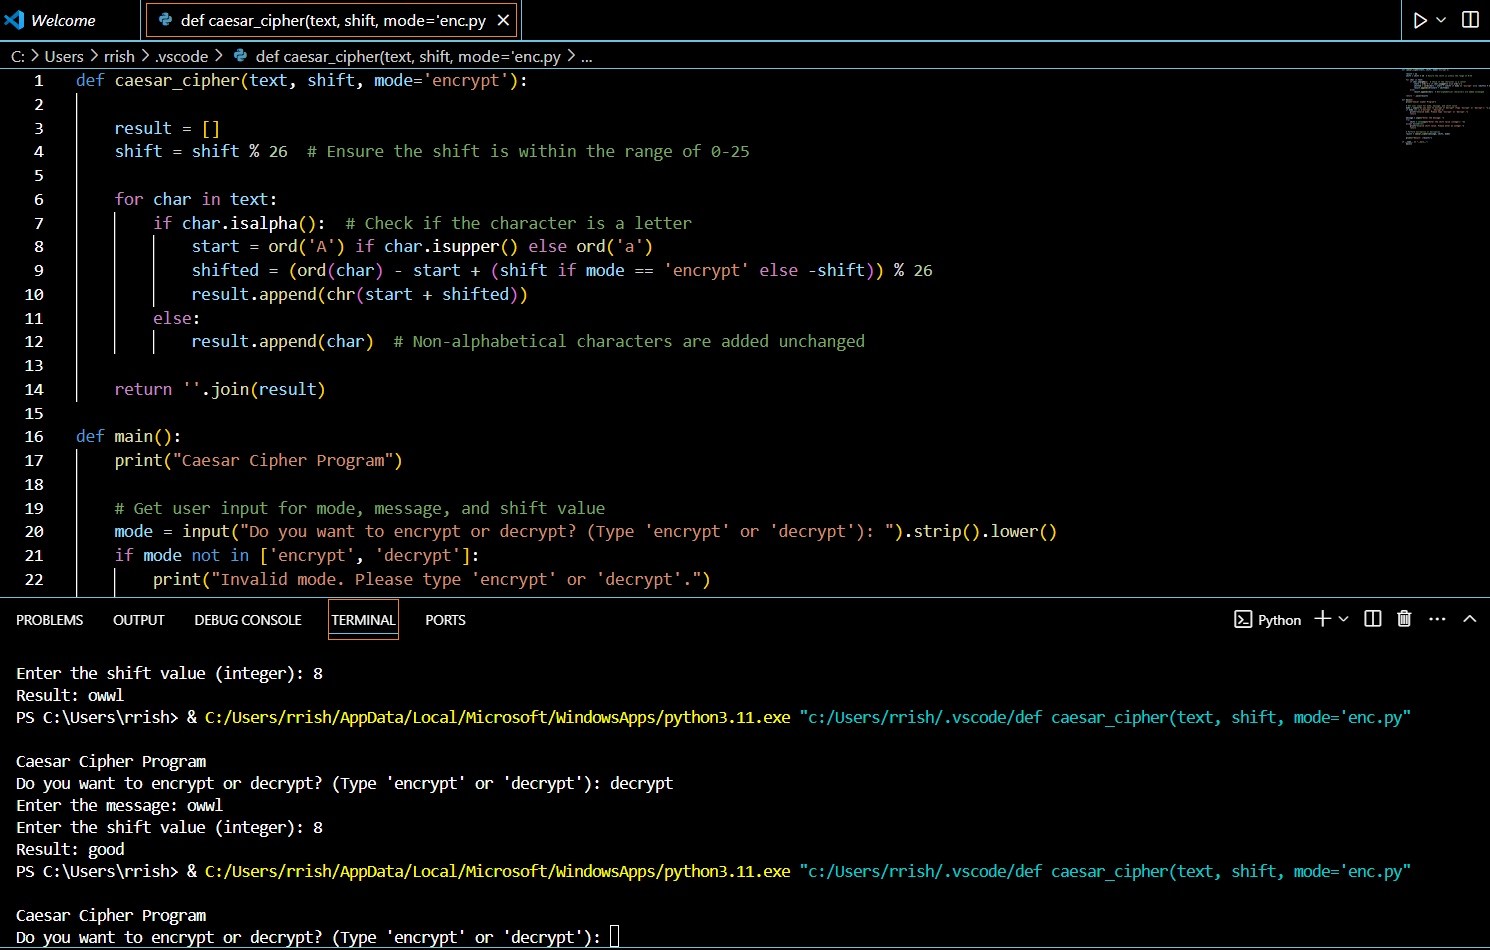 Welcome
def caesar_cipher(text, shift, mode='enc.py
C: > Users > rrish > .vscode > def caesar_cipher(text, shift, mode='enc.py > ...
1 def caesar_cipher(text, shift, mode='encrypt'):
2
3 result = []
4 shift = shift % 26 # Ensure the shift is within the range of 0-25
5
6 for char in text:
7 if char.isalpha(): # Check if the character is a letter
8 start = ord('A') if char.isupper() else ord('a')
9 shifted = (ord(char) - start + (shift if mode == 'encrypt' else -shift)) % 26
10 result.append(chr(start + shifted))
11 else:
12 result.append(char) # Non-alphabetical characters are added unchanged
13
14 return ''.join(result)
15
16 def main():
17 print("Caesar Cipher Program")
18
19 # Get user input for mode, message, and shift value
20 mode = input("Do you want to encrypt or decrypt? (Type 'encrypt' or 'decrypt'): ").strip().lower()
21 if mode not in ['encrypt', 'decrypt']:
22 print("Invalid mode. Please type 'encrypt' or 'decrypt'.")
PROBLEMS OUTPUT DEBUG CONSOLE TERMINAL PORTS Python
Enter the shift value (integer): 8
Result: owwl
PS C:\Users\rrish> & C:/Users/rrish/AppData/Local/Microsoft/WindowsApps/python3.11.exe "c:/Users/rrish/.vscode/def caesar_cipher(text, shift, mode='enc.py"
Caesar Cipher Program
Do you want to encrypt or decrypt? (Type 'encrypt' or 'decrypt'): decrypt
Enter the message: owwl
Enter the shift value (integer): 8
Result: good
PS C:\Users\rrish> & C:/Users/rrish/AppData/Local/Microsoft/WindowsApps/python3.11.exe "c:/Users/rrish/.vscode/def caesar_cipher(text, shift, mode='enc.py"
Caesar Cipher Program
Do you want to encrypt or decrypt? (Type 'encrypt' or 'decrypt'):